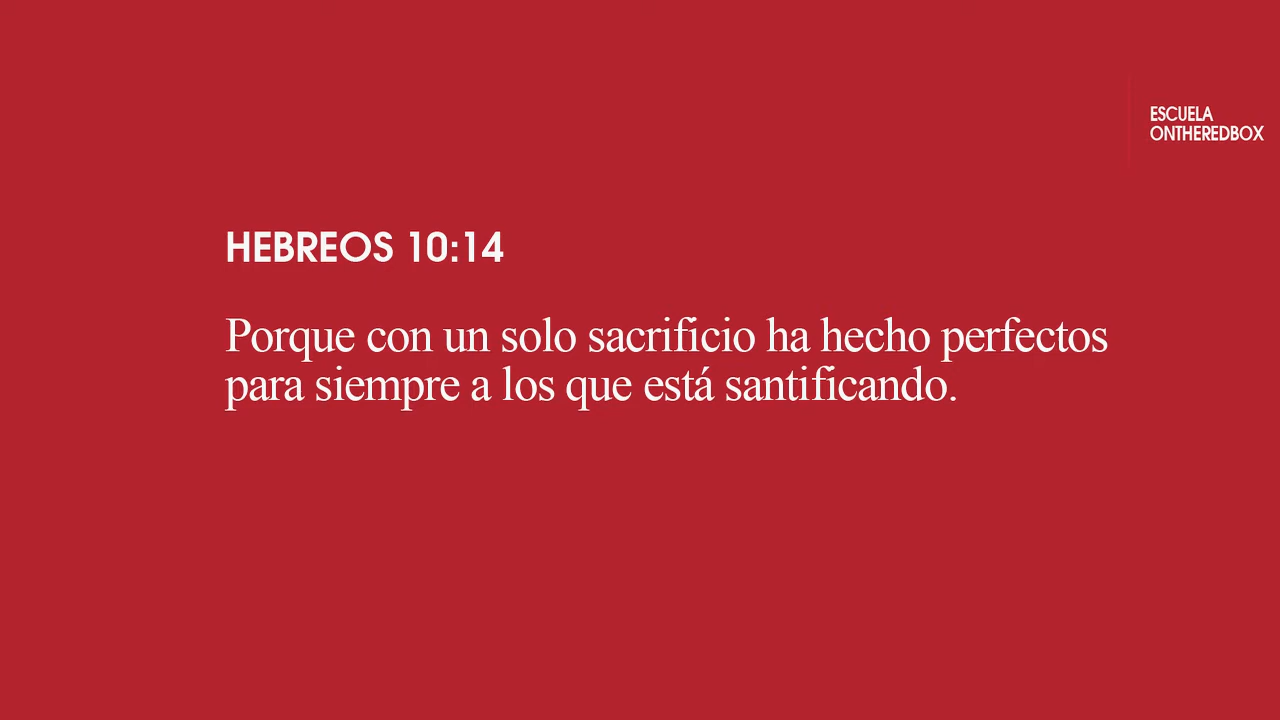 ESCUELA
ONTHEREDBOX
HEBREOS 10:14
Porque con un solo sacrificio ha hecho perfectos
para siempre a los que está santificando.